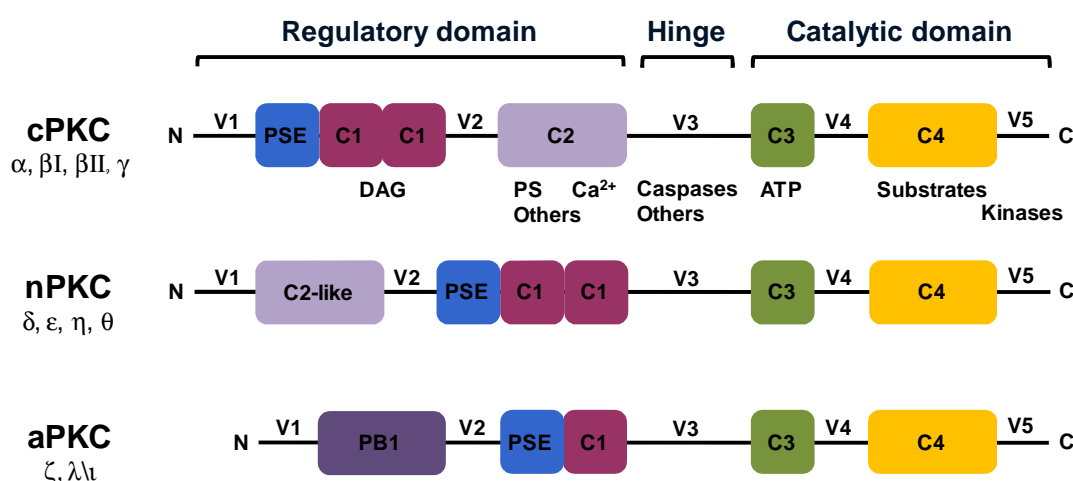 Regulatory domain Hinge Catalytic domain
cPKC
α, βI, βII, γ
N V1 PSE C1 C1 V2 C2 V3 C3 V4 C4 V5 C
DAG PS Ca²⁺ Caspases ATP Substrates
Others Others Kinases
nPKC
δ, ε, η, θ
N V1 C2-like V2 PSE C1 C1 V3 C3 V4 C4 V5 C
aPKC
ζ, λ\ι
N V1 PB1 V2 PSE C1 V3 C3 V4 C4 V5 C